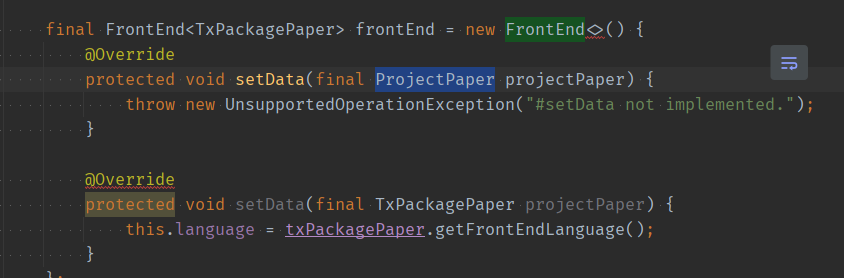 final FrontEnd<TxPackagePaper> frontEnd = new FrontEnd<>() {
@Override
protected void setData(final ProjectPaper projectPaper) {
throw new UnsupportedOperationException("#setData not implemented.");
}
@Override
protected void setData(final TxPackagePaper projectPaper) {
this.language = txPackagePaper.getFrontEndLanguage();
}
};